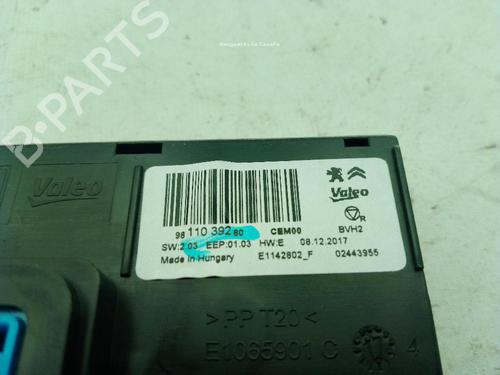 B-PARTS
Desguaces La Cabaña
Valeo
98 110 392 80 CEM00
Valeo
R
BVH2
SW:2.03 EEP:01.03 HW:E 08.12.2017
Made in Hungary E1142802_F 02443955
>PP T20<
E1065901 C 4